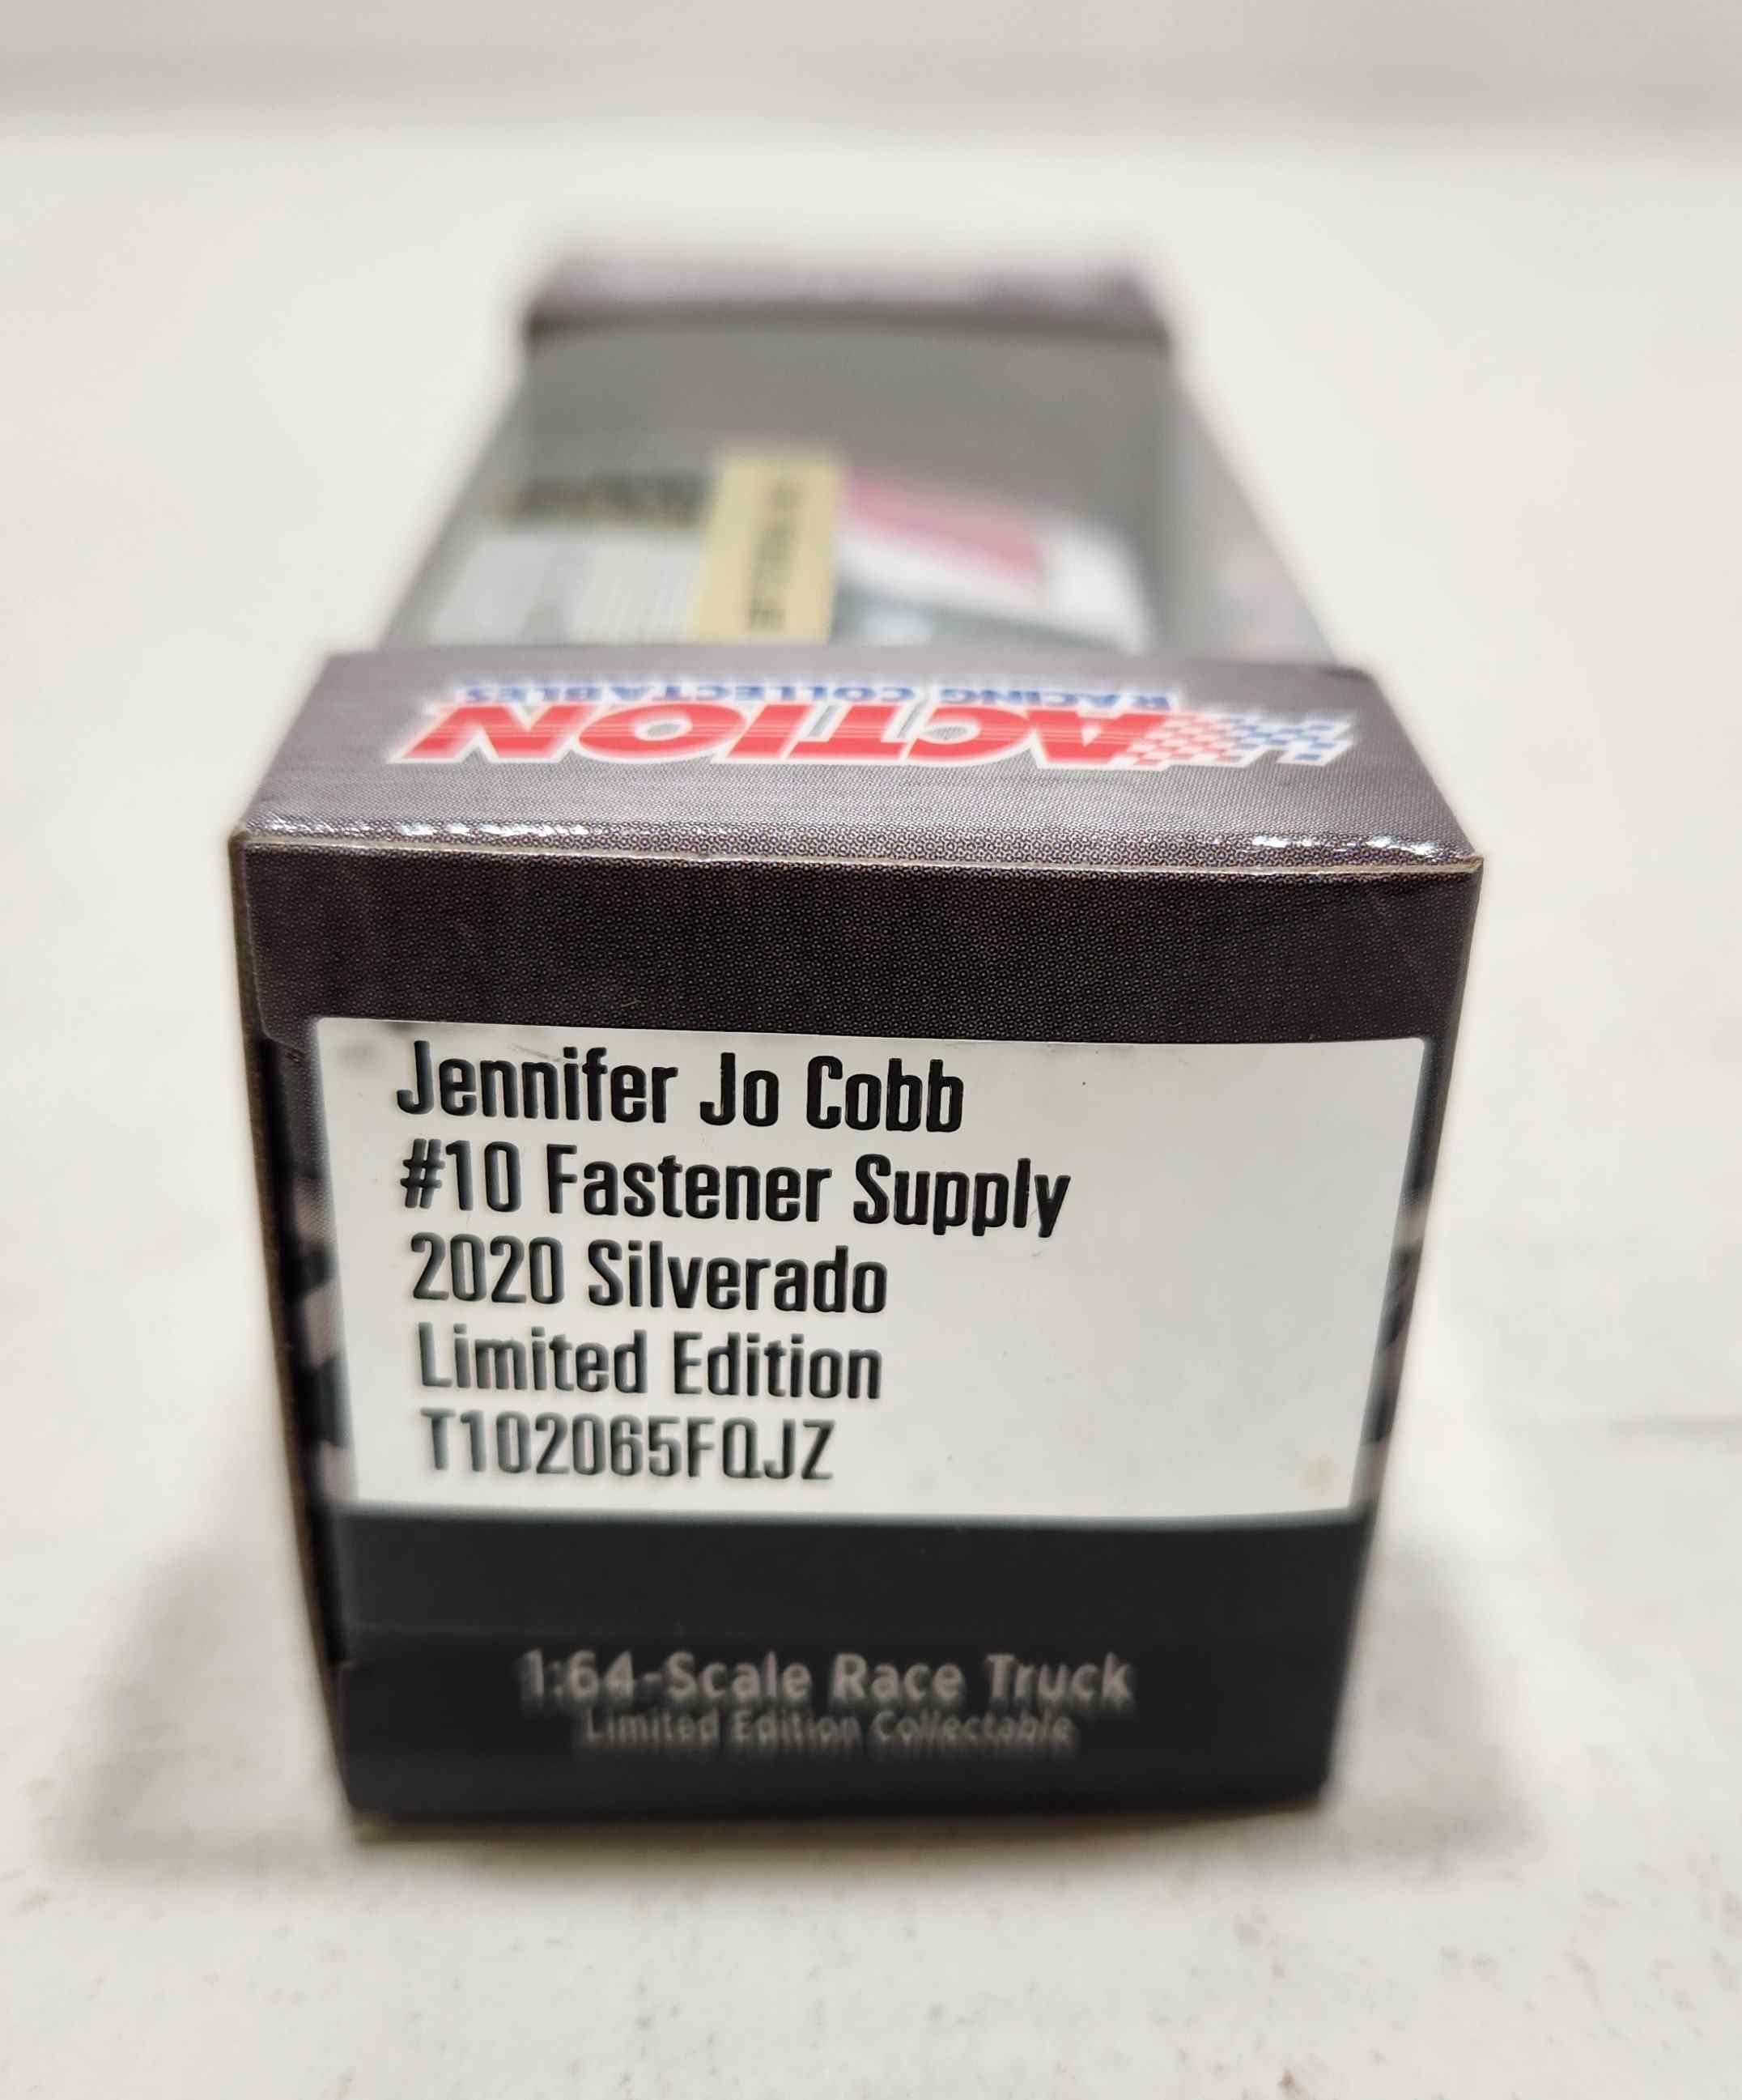 RACING COLLECTABLES
ACTION
Jennifer Jo Cobb
#10 Fastener Supply
2020 Silverado
Limited Edition
T102065FQJZ
1:64-Scale Race Truck
Limited Edition Collectable